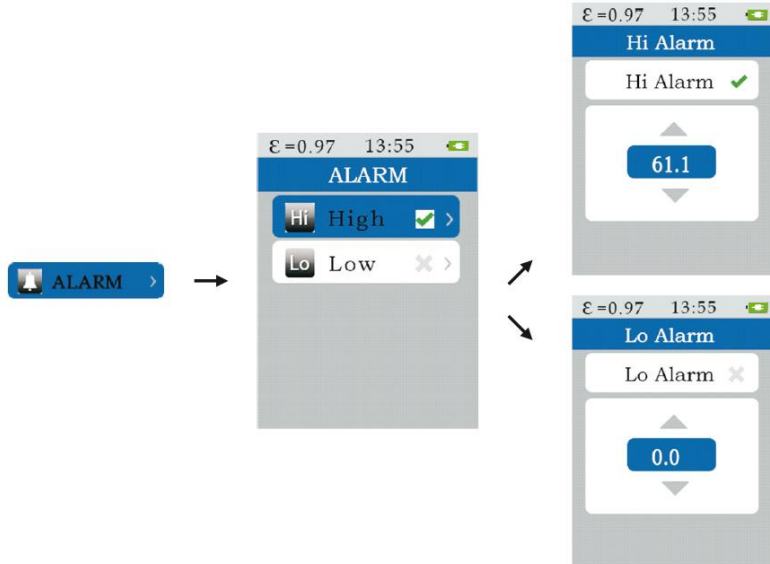 ALARM
ε=0.97 13:55
ALARM
Hi High
Lo Low
ε=0.97 13:55
Hi Alarm
Hi Alarm
61.1
ε=0.97 13:55
Lo Alarm
Lo Alarm
0.0